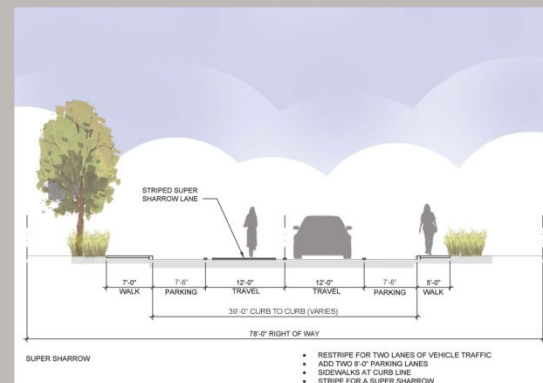 STRIPED SUPER
SHARROW LANE
7'-0" 7'-6" 12'-0" 12'-0" 7'-6" 5'-0"
WALK PARKING TRAVEL TRAVEL PARKING WALK
39'-0" CURB TO CURB (VARIES)
78'-0" RIGHT OF WAY
SUPER SHARROW
• RESTRIPE FOR TWO LANES OF VEHICLE TRAFFIC
• ADD TWO 8'-0" PARKING LANES
• SIDEWALKS AT CURB LINE
• STRIPE FOR A SUPER SHARROW